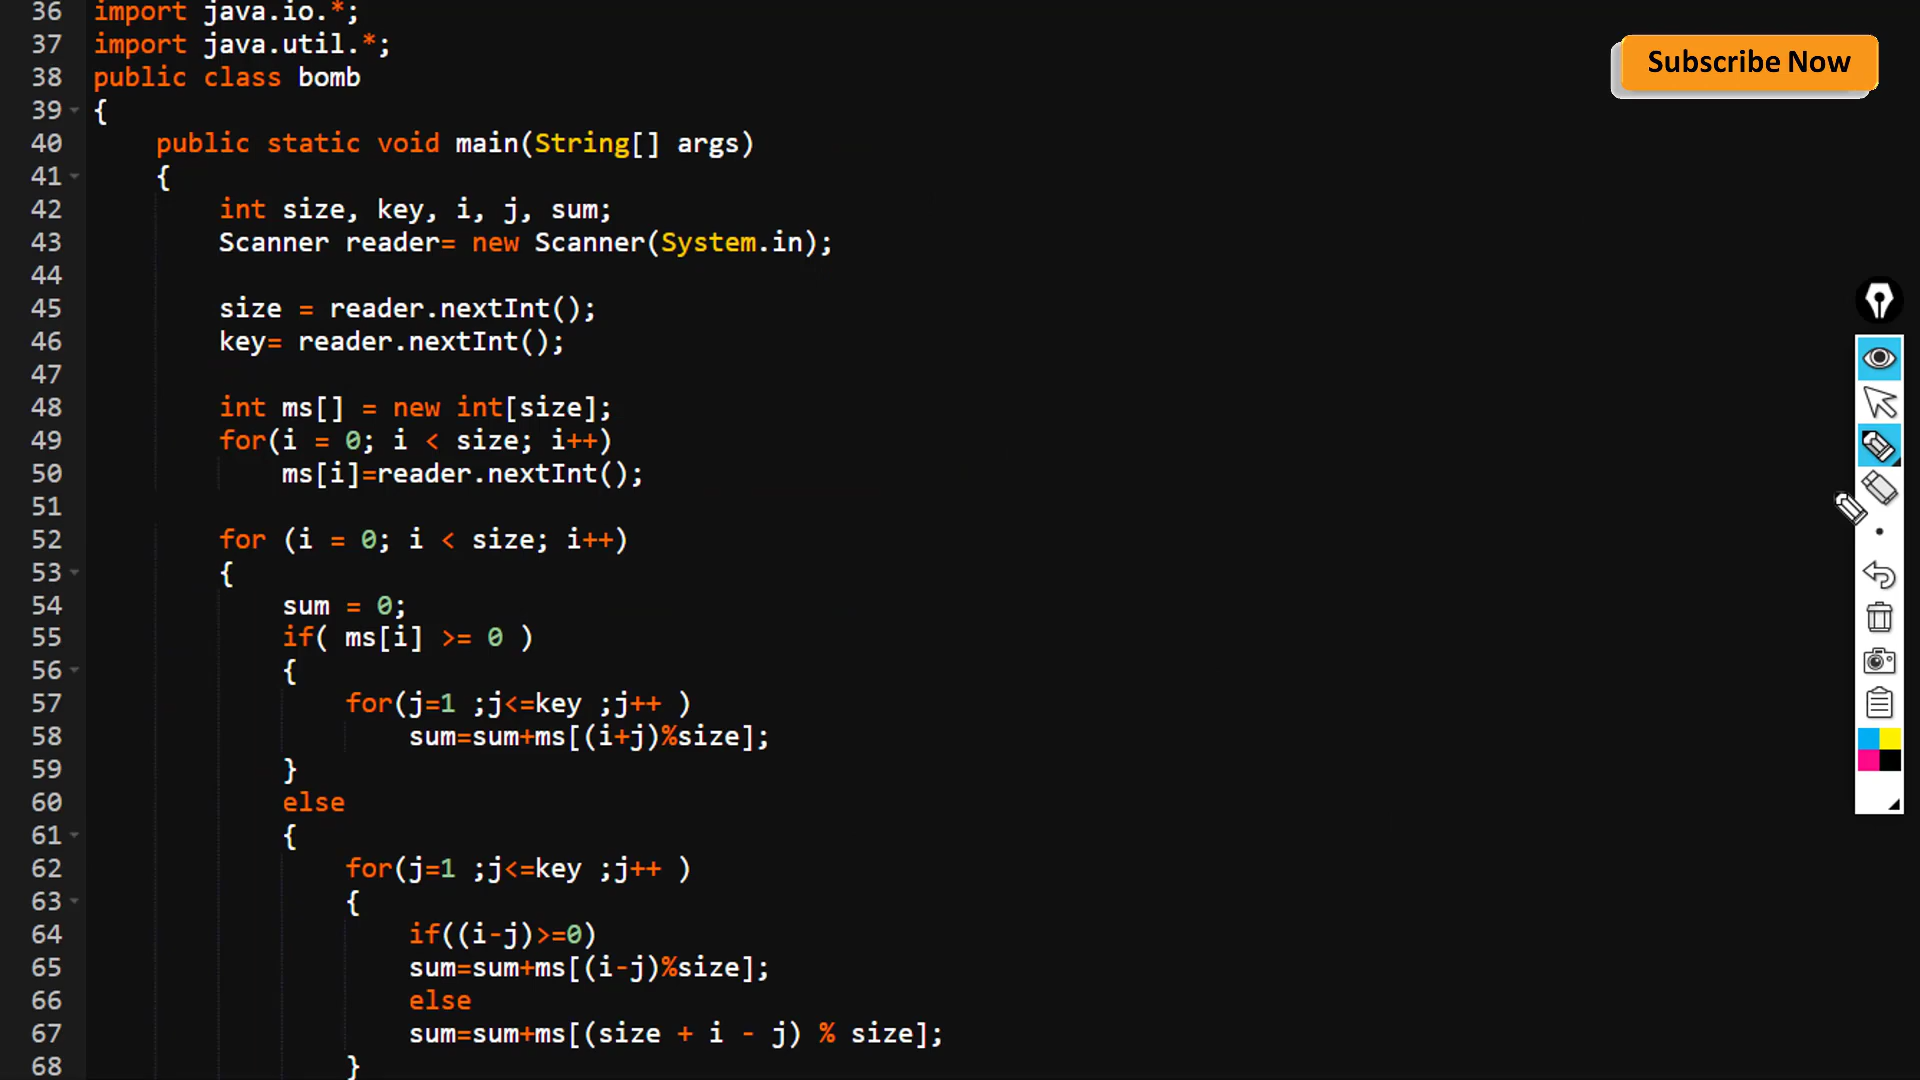 36 import java.io.*;
37 import java.util.*;
38 public class bomb
39 {
40 public static void main(String[] args)
41 {
42 int size, key, i, j, sum;
43 Scanner reader= new Scanner(System.in);
44
45 size = reader.nextInt();
46 key= reader.nextInt();
47
48 int ms[] = new int[size];
49 for(i = 0; i < size; i++)
50 ms[i]=reader.nextInt();
51
52 for (i = 0; i < size; i++)
53 {
54 sum = 0;
55 if( ms[i] >= 0 )
56 {
57 for(j=1 ;j<=key ;j++ )
58 sum=sum+ms[(i+j)%size];
59 }
60 else
61 {
62 for(j=1 ;j<=key ;j++ )
63 {
64 if((i-j)>=0)
65 sum=sum+ms[(i-j)%size];
66 else
67 sum=sum+ms[(size + i - j) % size];
68 }
Subscribe Now